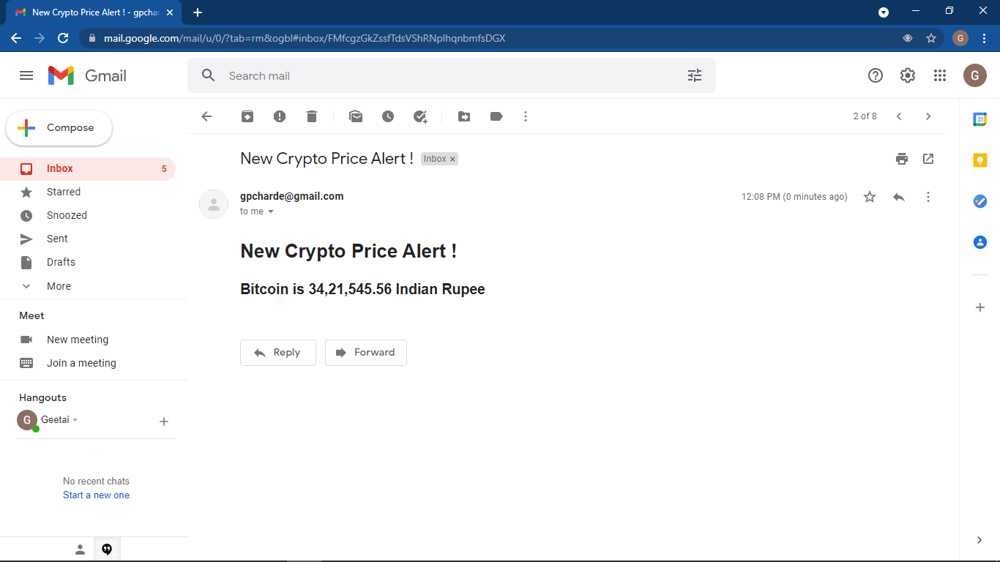 New Crypto Price Alert ! - gpchar
mail.google.com/mail/u/0/?tab=rm&ogbl#inbox/FMfcgzGkZssfTdsVShRNplhqnbmfsDGX
G
Gmail
Search mail
G
Compose
2 of 8
31
New Crypto Price Alert !
Inbox ×
Inbox 5
Starred
Snoozed
Sent
Drafts
More
gpcharde@gmail.com
12:08 PM (0 minutes ago)
to me
New Crypto Price Alert !
Bitcoin is 34,21,545.56 Indian Rupee
Reply
Forward
Meet
New meeting
Join a meeting
Hangouts
G
Geetai
No recent chats
Start a new one